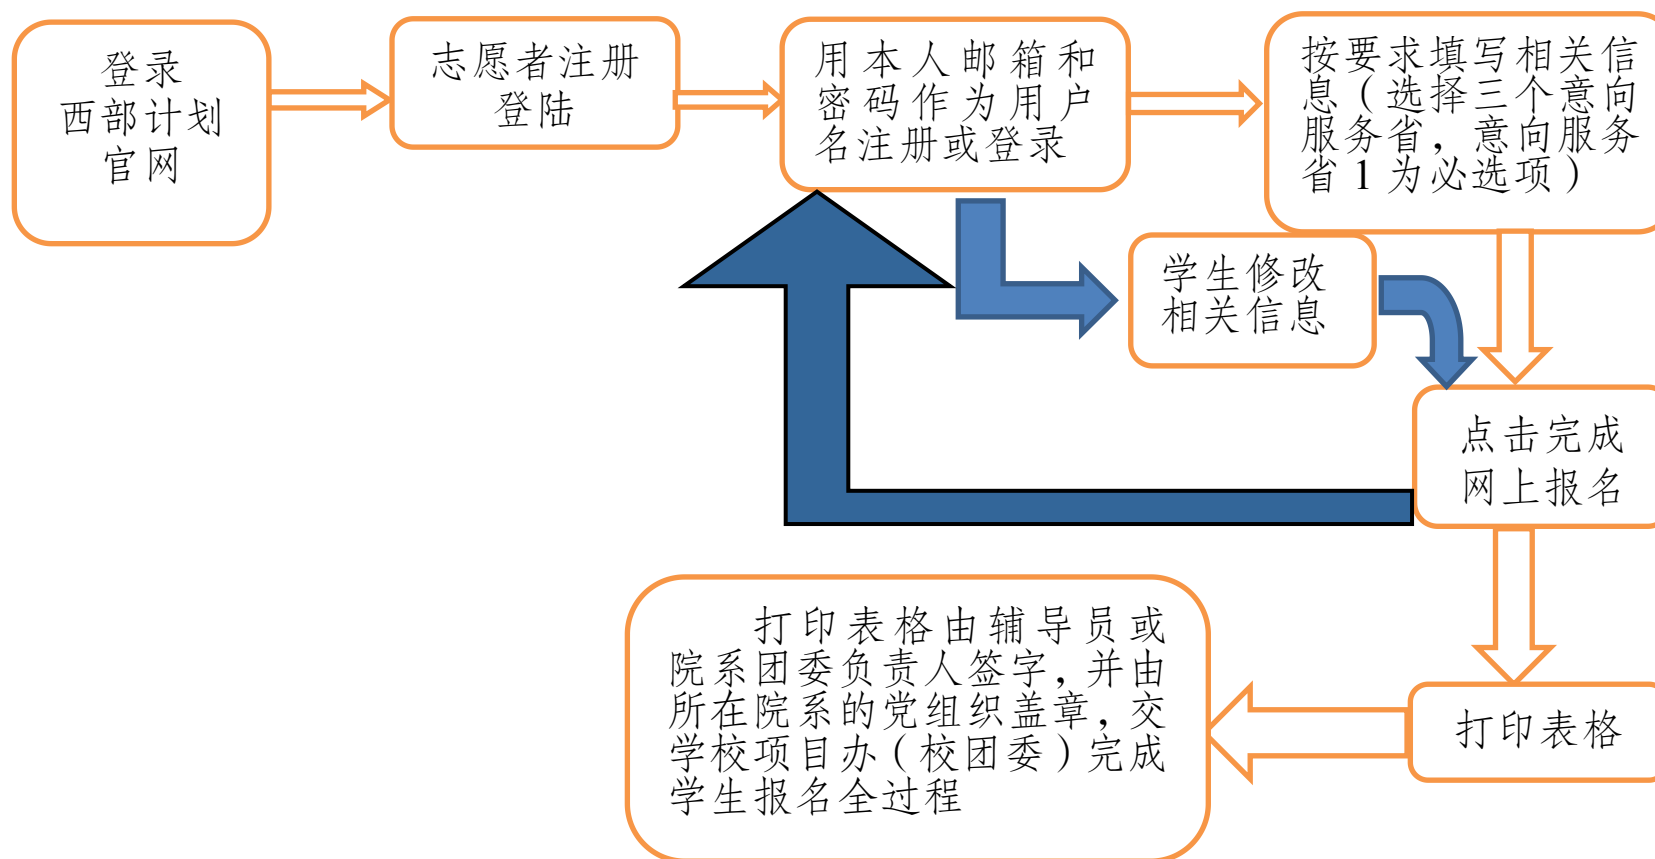 登录
西部计划
官网
志愿者注册
登陆
用本人邮箱和
密码作为用户
名注册或登录
按要求填写相关信
息（选择三个意向
服务省，意向服务
省1为必选项）
学生修改
相关信息
点击完成
网上报名
打印表格
打印表格由辅导员或
院系团委负责人签字，并由
所在院系的党组织盖章，交
学校项目办（校团委）完成
学生报名全过程